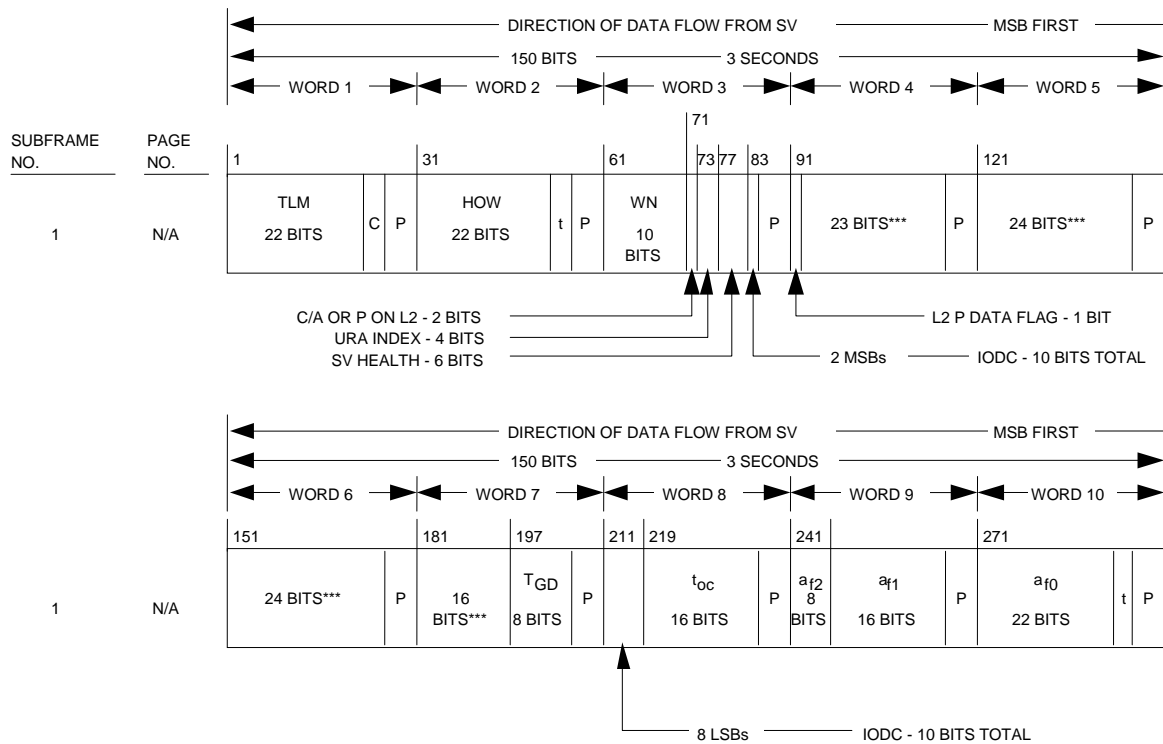 DIRECTION OF DATA FLOW FROM SV MSB FIRST
150 BITS 3 SECONDS
WORD 1 WORD 2 WORD 3 WORD 4 WORD 5
SUBFRAME NO. PAGE NO.
71
1 31 61 73 77 83 91 121
1 N/A
TLM 22 BITS C P HOW 22 BITS t P WN 10 BITS P 23 BITS*** P 24 BITS*** P
C/A OR P ON L2 - 2 BITS L2 P DATA FLAG - 1 BIT
URA INDEX - 4 BITS
SV HEALTH - 6 BITS 2 MSBs IODC - 10 BITS TOTAL
DIRECTION OF DATA FLOW FROM SV MSB FIRST
150 BITS 3 SECONDS
WORD 6 WORD 7 WORD 8 WORD 9 WORD 10
151 181 197 211 219 241 271
1 N/A
24 BITS*** P 16 BITS*** TGD 8 BITS P toc 16 BITS P af2 8 BITS af1 16 BITS P af0 22 BITS t P
8 LSBs IODC - 10 BITS TOTAL